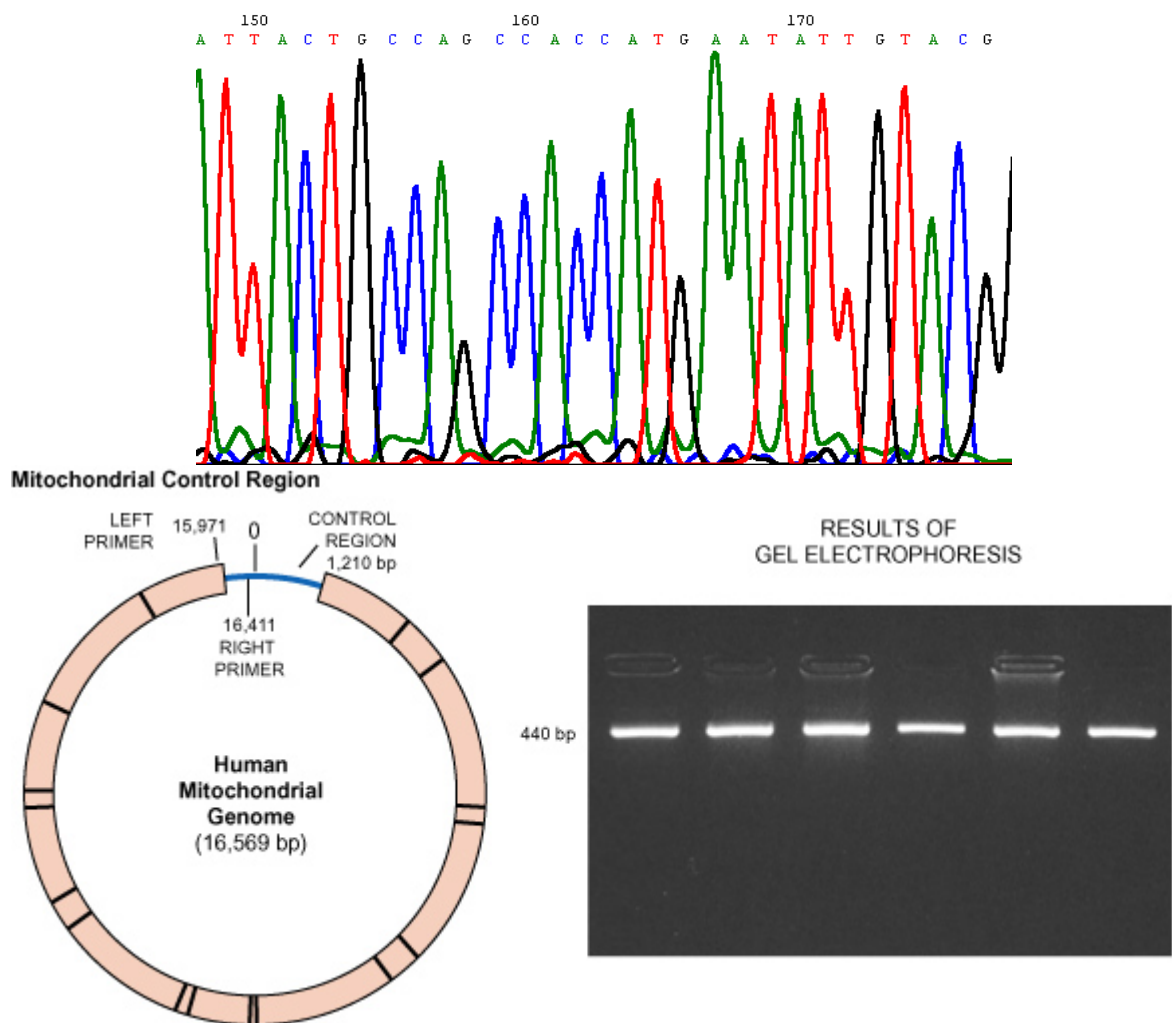 150 160 170
A T T A C T G C C A G C C A C C A T G A A T A T T G T A C G
Mitochondrial Control Region
LEFT
PRIMER
15,971
0
CONTROL
REGION
1,210 bp
16,411
RIGHT
PRIMER
Human
Mitochondrial
Genome
(16,569 bp)
RESULTS OF
GEL ELECTROPHORESIS
440 bp